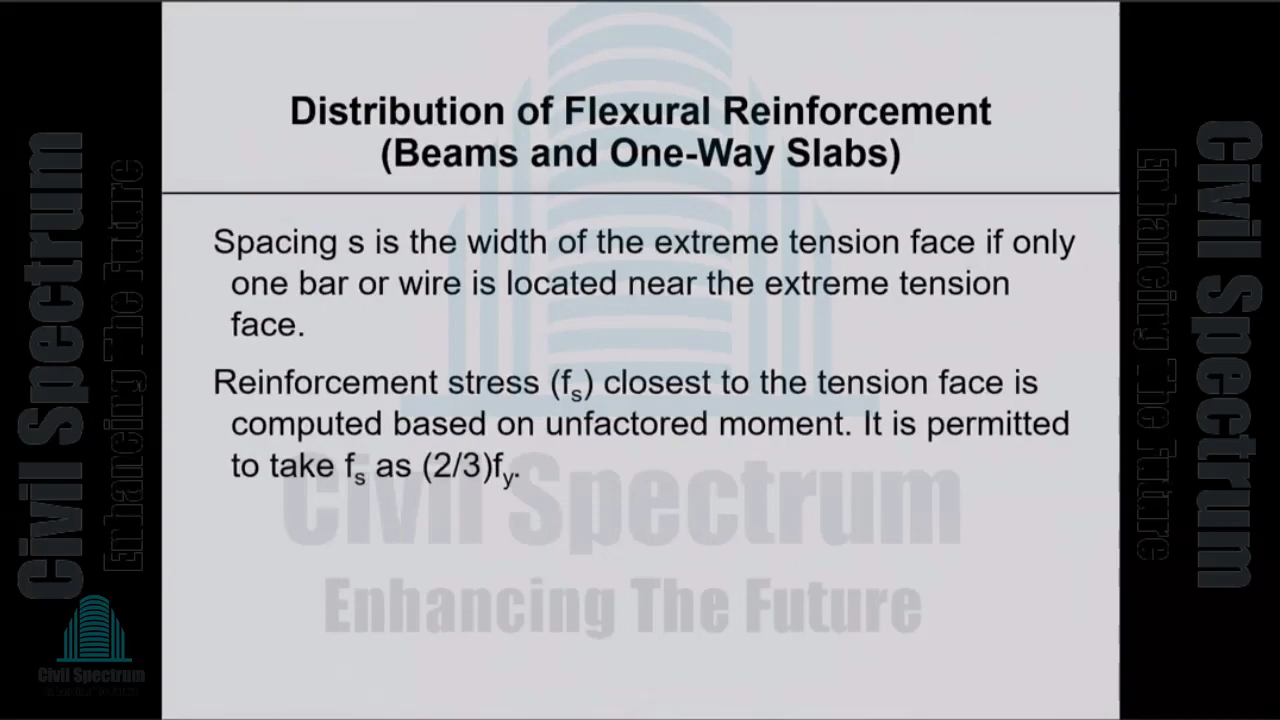 Distribution of Flexural Reinforcement
(Beams and One-Way Slabs)
Spacing s is the width of the extreme tension face if only
one bar or wire is located near the extreme tension
face.
Reinforcement stress (fs) closest to the tension face is
computed based on unfactored moment. It is permitted
to take fs as (2/3)fy.
Civil Spectrum
Enhancing The Future
Civil Spectrum
Enhancing The Future
Civil Spectrum
Civil Spectrum
Enhancing The Future